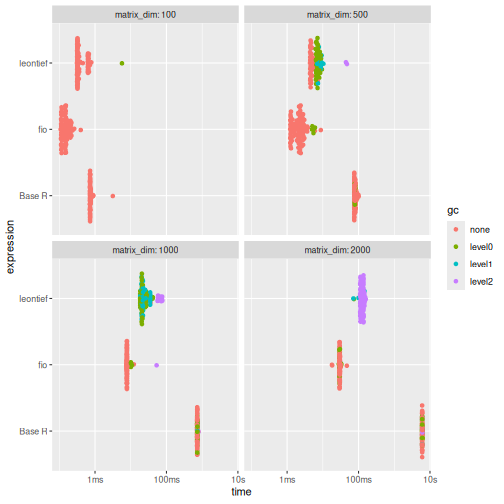 matrix_dim: 100
matrix_dim: 500
leontief
fio
Base R
matrix_dim: 1000
matrix_dim: 2000
leontief
fio
Base R
expression
1ms
100ms
10s
1ms
100ms
10s
time
gc
none
level0
level1
level2